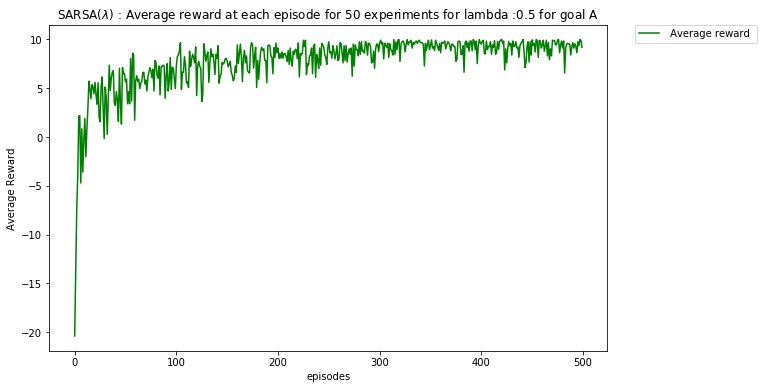 SARSA(λ) : Average reward at each episode for 50 experiments for lambda :0.5 for goal A
Average reward
10
5
0
−5
−10
−15
−20
Average Reward
0 100 200 300 400 500
episodes